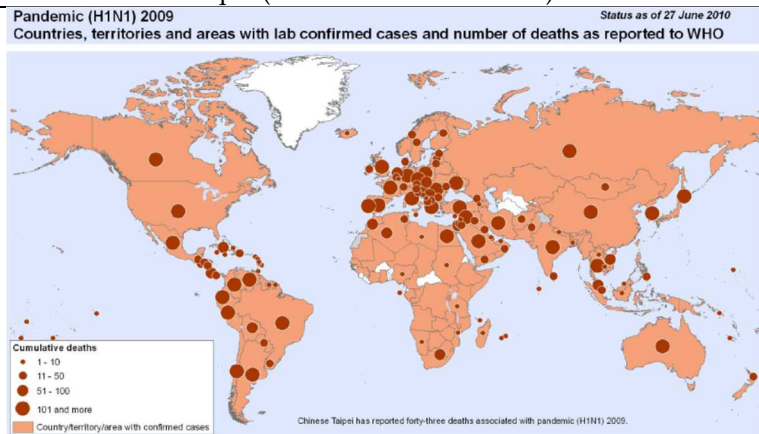 Pandemic (H1N1) 2009
Status as of 27 June 2010
Countries, territories and areas with lab confirmed cases and number of deaths as reported to WHO
Cumulative deaths
1 - 10
11 - 50
51 - 100
101 and more
Country/territory/area with confirmed cases
Chinese Taipei has reported forty-three deaths associated with pandemic (H1N1) 2009.